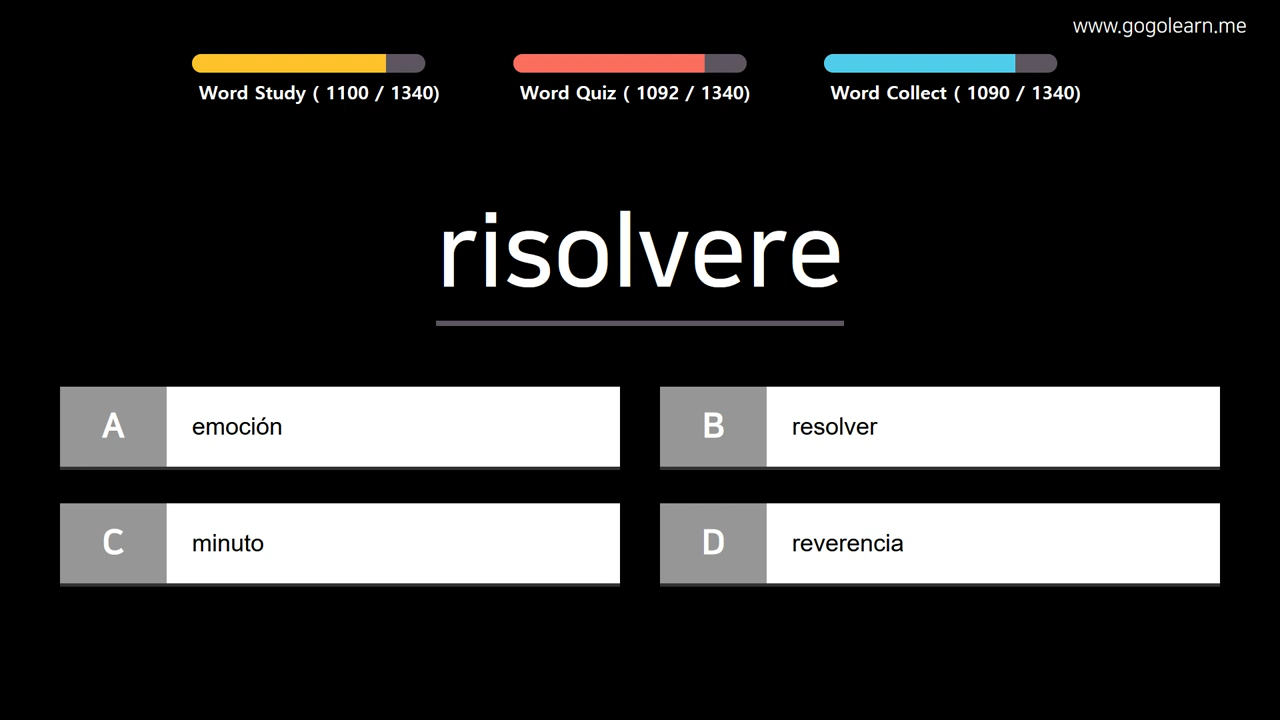 www.gogolearn.me
Word Study ( 1100 / 1340)
Word Quiz ( 1092 / 1340)
Word Collect ( 1090 / 1340)
risolvere
A emoción
B resolver
C minuto
D reverencia